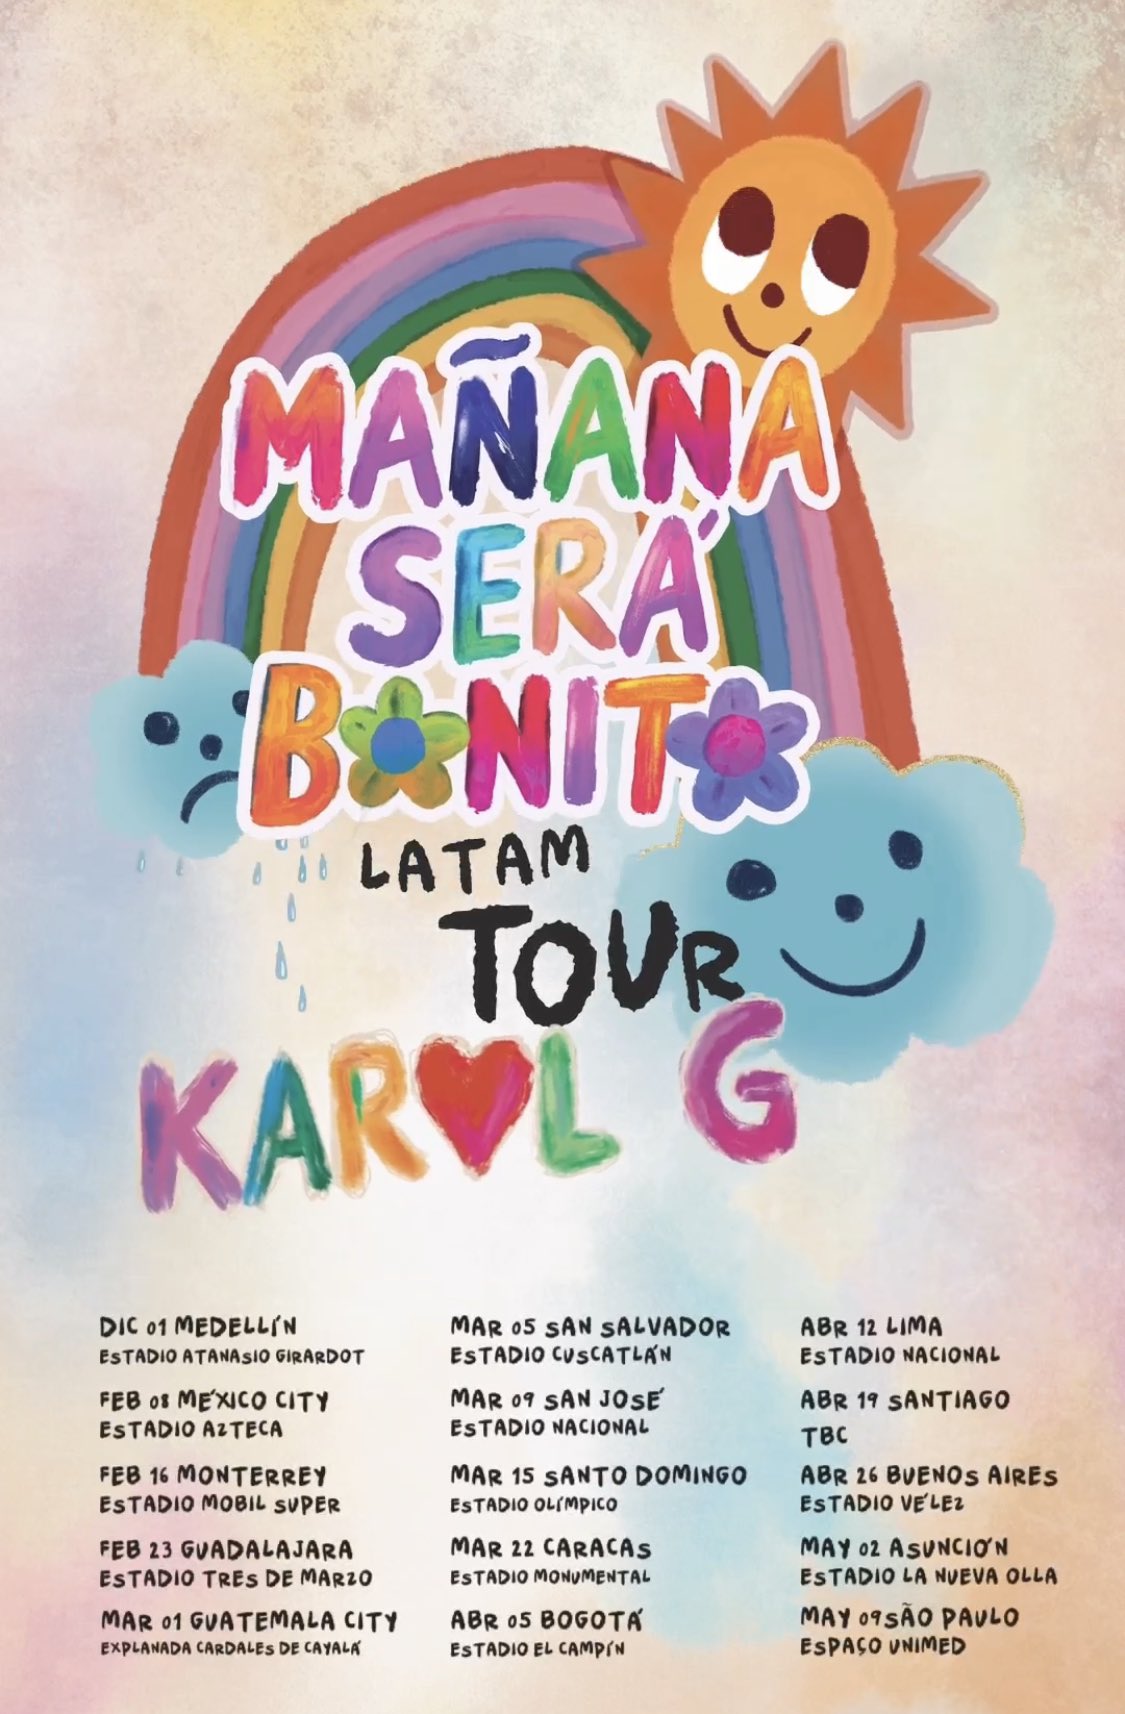 MAÑANA
SERÁ
BONITO
LATAM
TOUR
KAROL G
DIC 01 MEDELLÍN
ESTADIO ATANASIO GIRARDOT
FEB 08 MÉXICO CITY
ESTADIO AZTECA
FEB 16 MONTERREY
ESTADIO MOBIL SUPER
FEB 23 GUADALAJARA
ESTADIO TRES DE MARZO
MAR 01 GUATEMALA CITY
EXPLANADA CARDALES DE CAYALÁ
MAR 05 SAN SALVADOR
ESTADIO CUSCATLÁN
MAR 09 SAN JOSÉ
ESTADIO NACIONAL
MAR 15 SANTO DOMINGO
ESTADIO OLÍMPICO
MAR 22 CARACAS
ESTADIO MONUMENTAL
ABR 05 BOGOTÁ
ESTADIO EL CAMPÍN
ABR 12 LIMA
ESTADIO NACIONAL
ABR 19 SANTIAGO
TBC
ABR 26 BUENOS AIRES
ESTADIO VÉLEZ
MAY 02 ASUNCIÓN
ESTADIO LA NUEVA OLLA
MAY 09 SÃO PAULO
ESPAÇO UNIMED